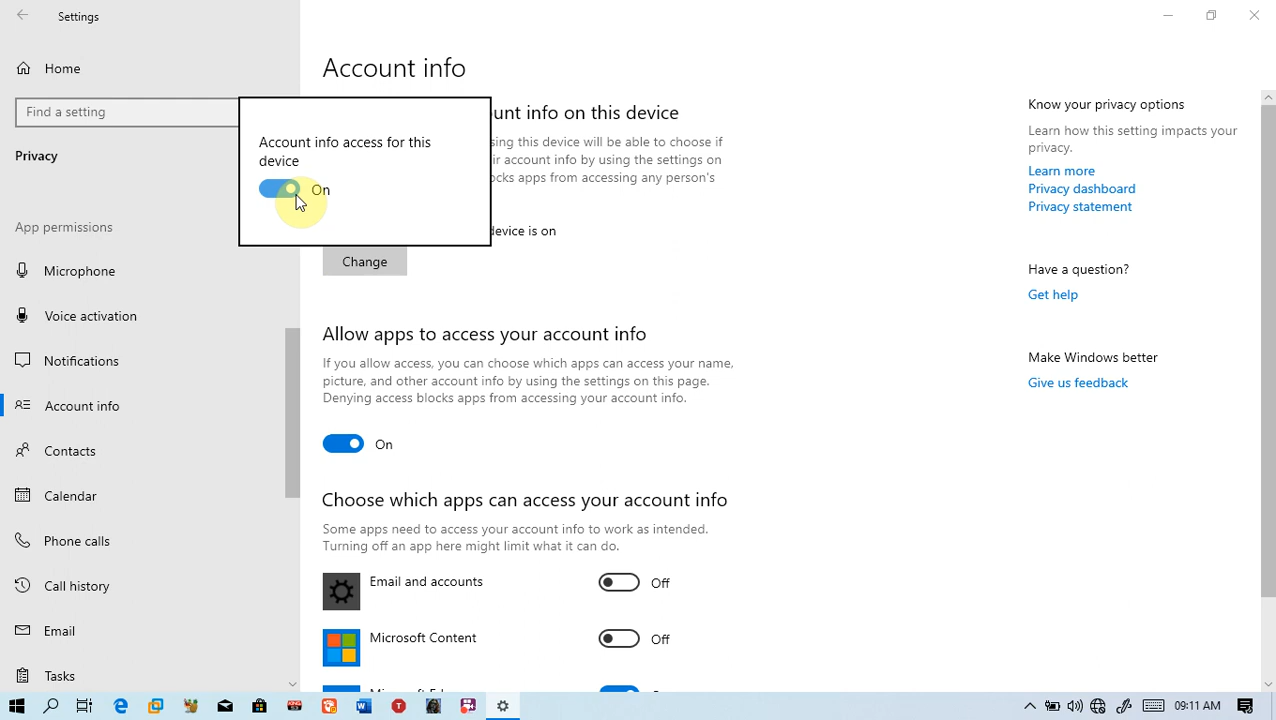 Settings
Home
Find a setting
Privacy
App permissions
Microphone
Voice activation
Notifications
Account info
Contacts
Calendar
Phone calls
Call history
Email
Tasks
Account info
unt info on this device
using this device will be able to choose if
ir account info by using the settings on
ocks apps from accessing any person's
device is on
Account info access for this
device
On
Change
Allow apps to access your account info
If you allow access, you can choose which apps can access your name,
picture, and other account info by using the settings on this page.
Denying access blocks apps from accessing your account info.
On
Choose which apps can access your account info
Some apps need to access your account info to work as intended.
Turning off an app here might limit what it can do.
Email and accounts
Off
Microsoft Content
Off
Know your privacy options
Learn how this setting impacts your
privacy.
Learn more
Privacy dashboard
Privacy statement
Have a question?
Get help
Make Windows better
Give us feedback
09:11 AM